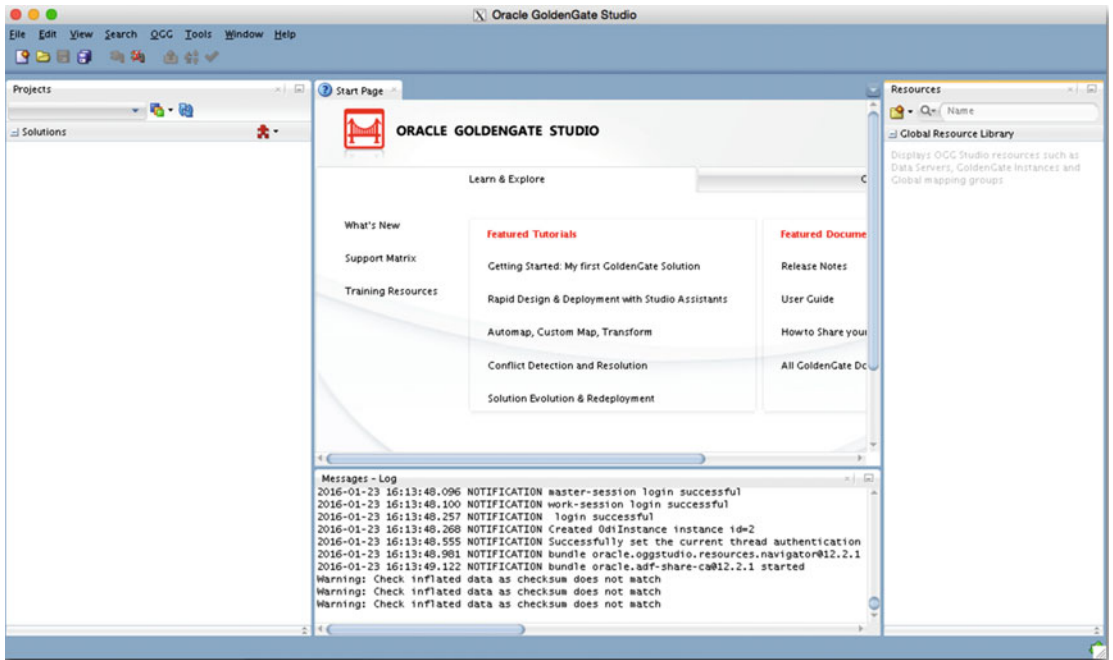 Oracle GoldenGate Studio
File Edit View Search OGG Tools Window Help
Projects
Solutions
Start Page
ORACLE GOLDENGATE STUDIO
Learn & Explore
What's New
Support Matrix
Training Resources
Featured Tutorials
Getting Started: My first GoldenGate Solution
Rapid Design & Deployment with Studio Assistants
Automap, Custom Map, Transform
Conflict Detection and Resolution
Solution Evolution & Redeployment
Featured Docume
Release Notes
User Guide
How to Share your
All GoldenGate Do
Messages - Log
2016-01-23 16:13:48.096 NOTIFICATION master-session login successful
2016-01-23 16:13:48.100 NOTIFICATION work-session login successful
2016-01-23 16:13:48.257 NOTIFICATION login successful
2016-01-23 16:13:48.268 NOTIFICATION Created OdiInstance instance id=2
2016-01-23 16:13:48.555 NOTIFICATION Successfully set the current thread authentication
2016-01-23 16:13:48.981 NOTIFICATION bundle oracle.oggstudio.resources.navigator@12.2.1
2016-01-23 16:13:49.122 NOTIFICATION bundle oracle.adf-share-ca@12.2.1 started
Warning: Check inflated data as checksum does not match
Warning: Check inflated data as checksum does not match
Warning: Check inflated data as checksum does not match
Resources
Name
Global Resource Library
Displays OGG Studio resources such as
Data Servers, GoldenGate Instances and
Global mapping groups